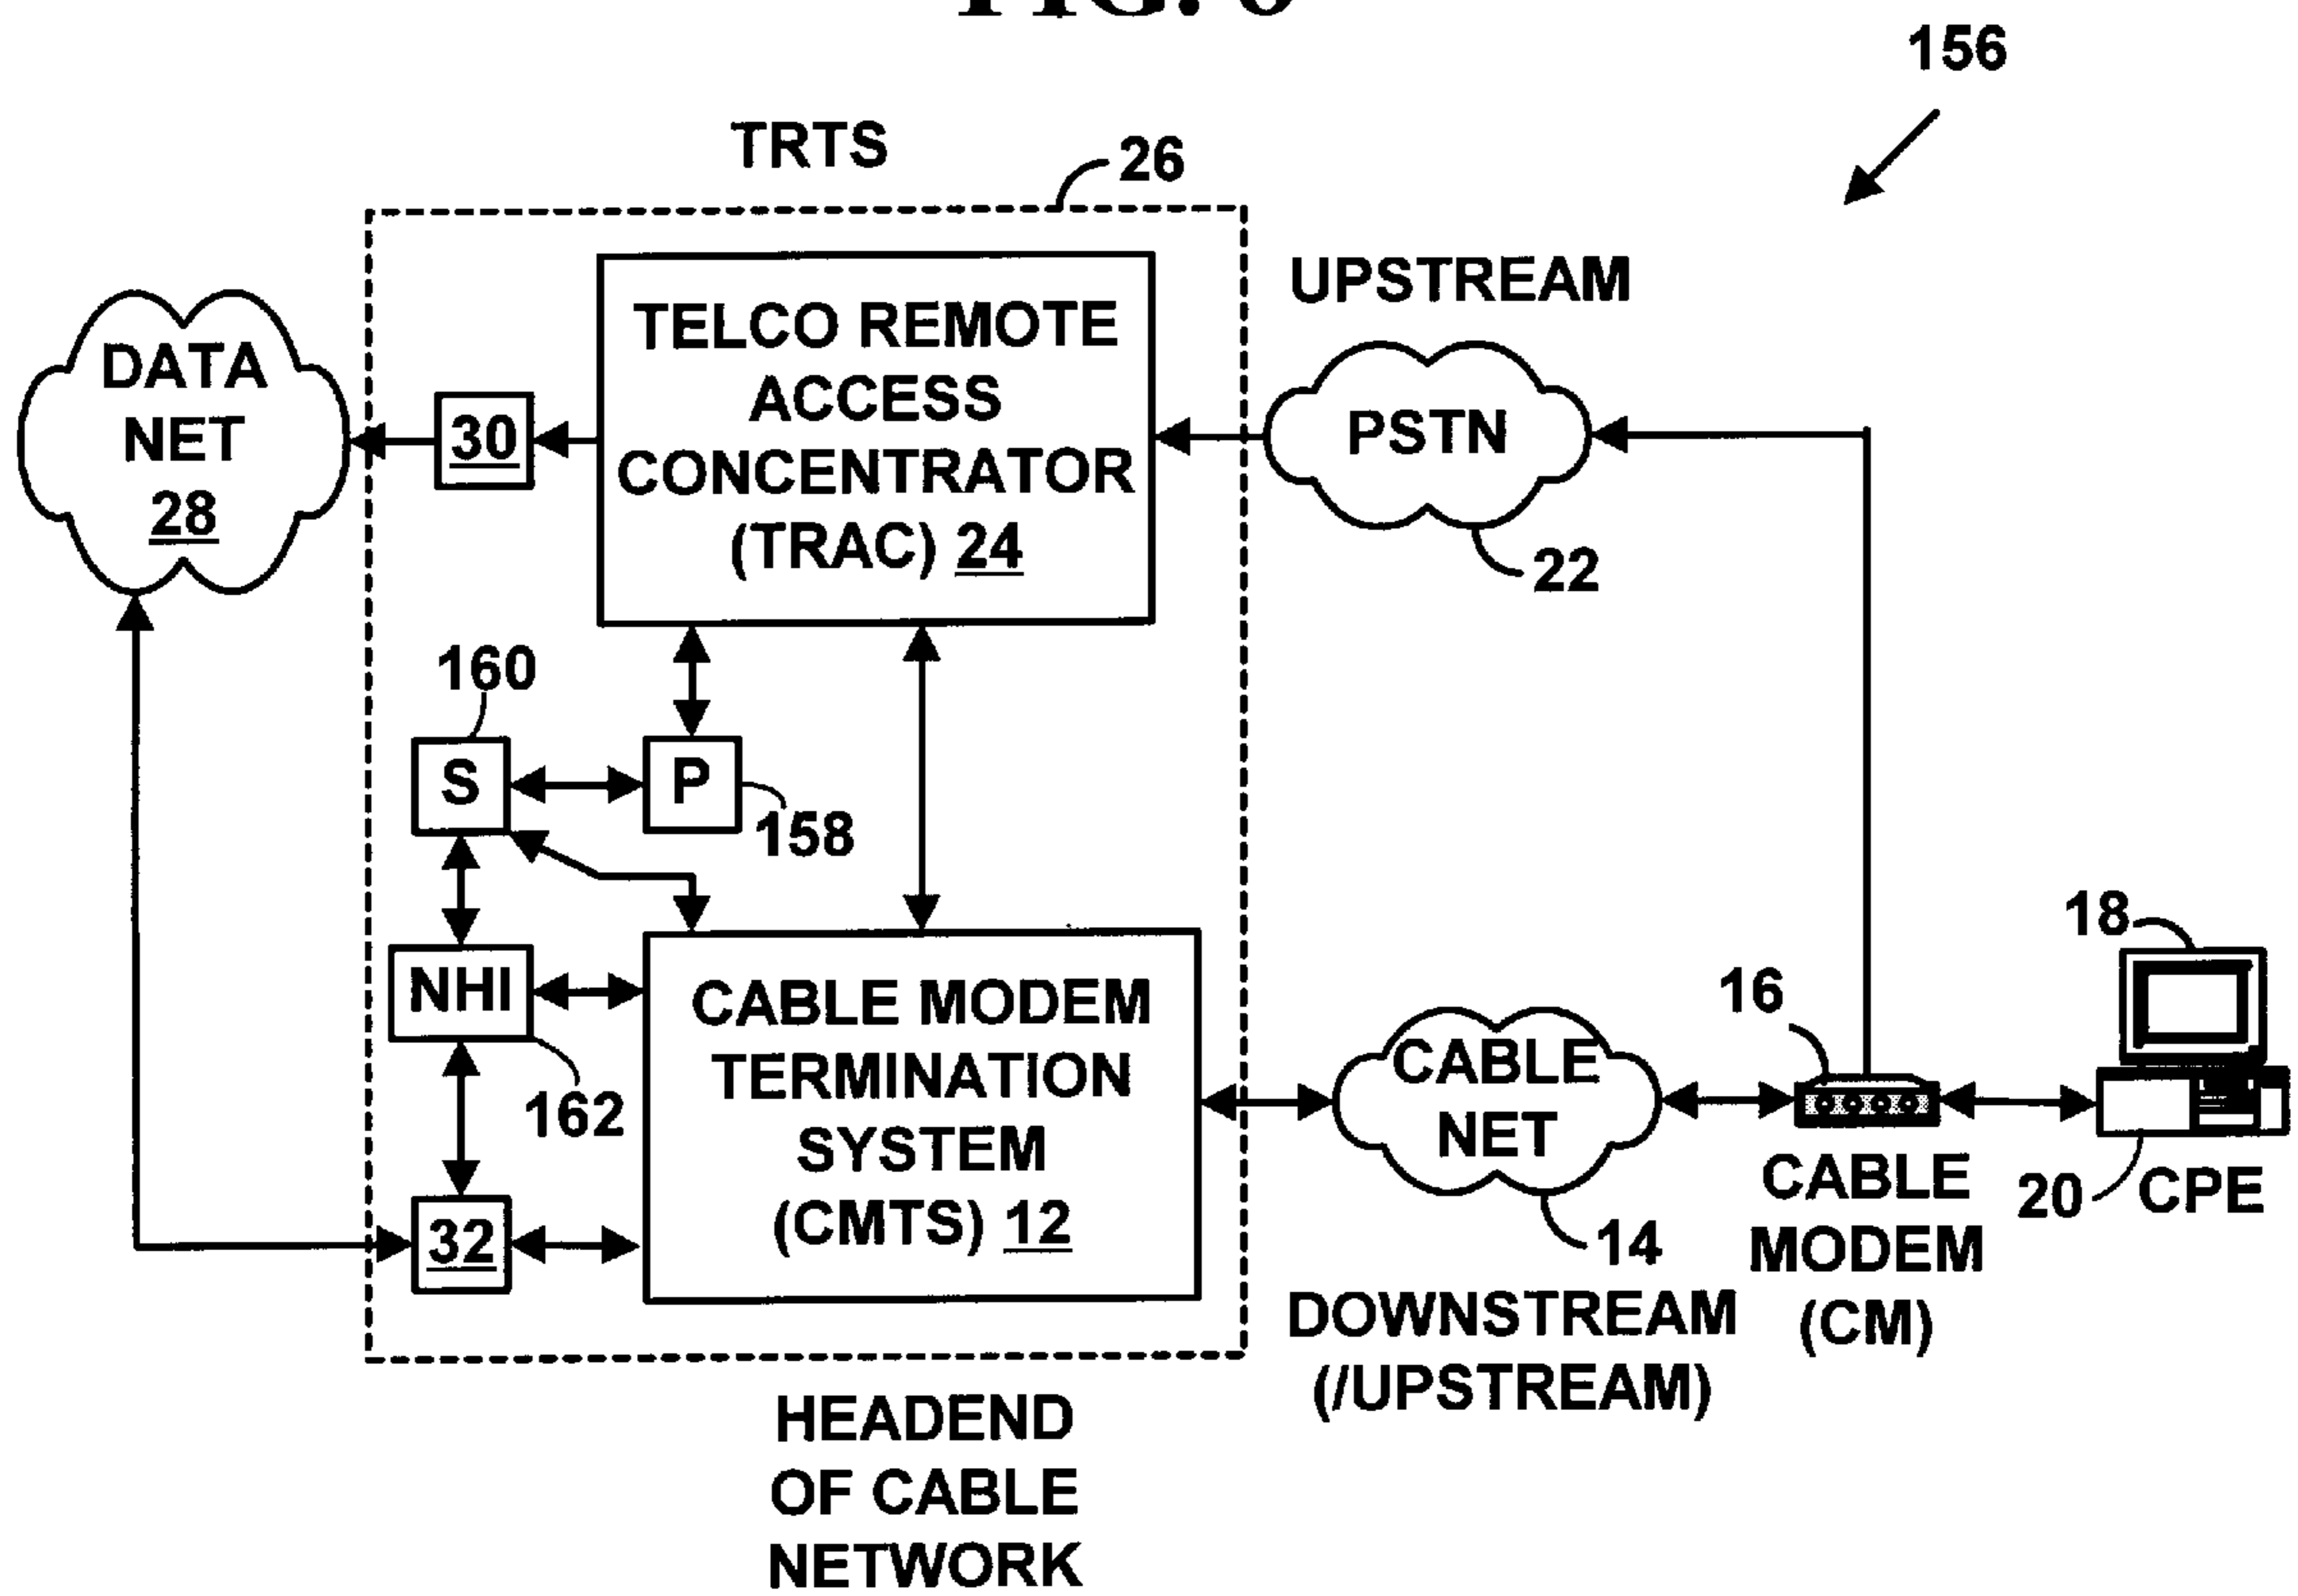 156
TRTS
26
UPSTREAM
TELCO REMOTE
ACCESS
CONCENTRATOR
(TRAC) 24
DATA
NET
28
30
PSTN
22
160
S
P
158
NHI
162
32
CABLE MODEM
TERMINATION
SYSTEM
(CMTS) 12
CABLE
NET
14
DOWNSTREAM
(/UPSTREAM)
16
CABLE
MODEM
(CM)
18
20
CPE
HEADEND
OF CABLE
NETWORK